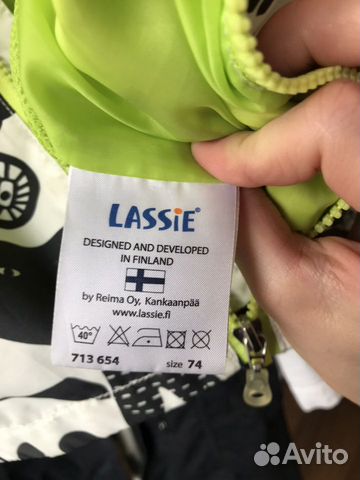 LASSiE®
DESIGNED AND DEVELOPED
IN FINLAND
by Reima Oy, Kankaanpää
www.lassie.fi
40°
713 654 size 74
Avito